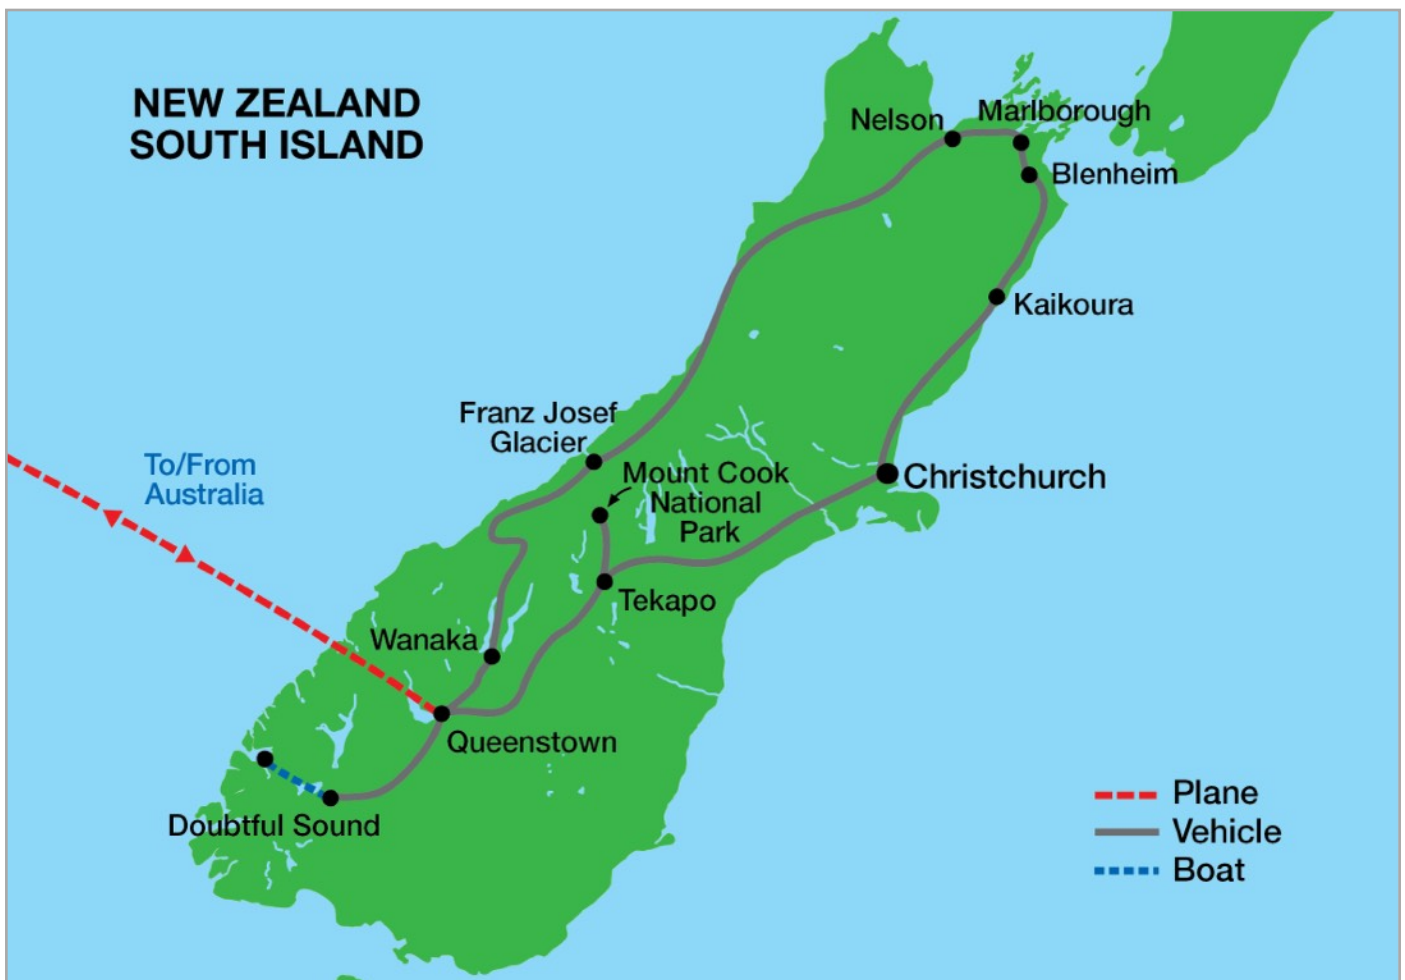 NEW ZEALAND
SOUTH ISLAND
Nelson
Marlborough
Blenheim
Kaikoura
Franz Josef
Glacier
To/From
Australia
Mount Cook
National
Park
Christchurch
Tekapo
Wanaka
Queenstown
Doubtful Sound
Plane
Vehicle
Boat